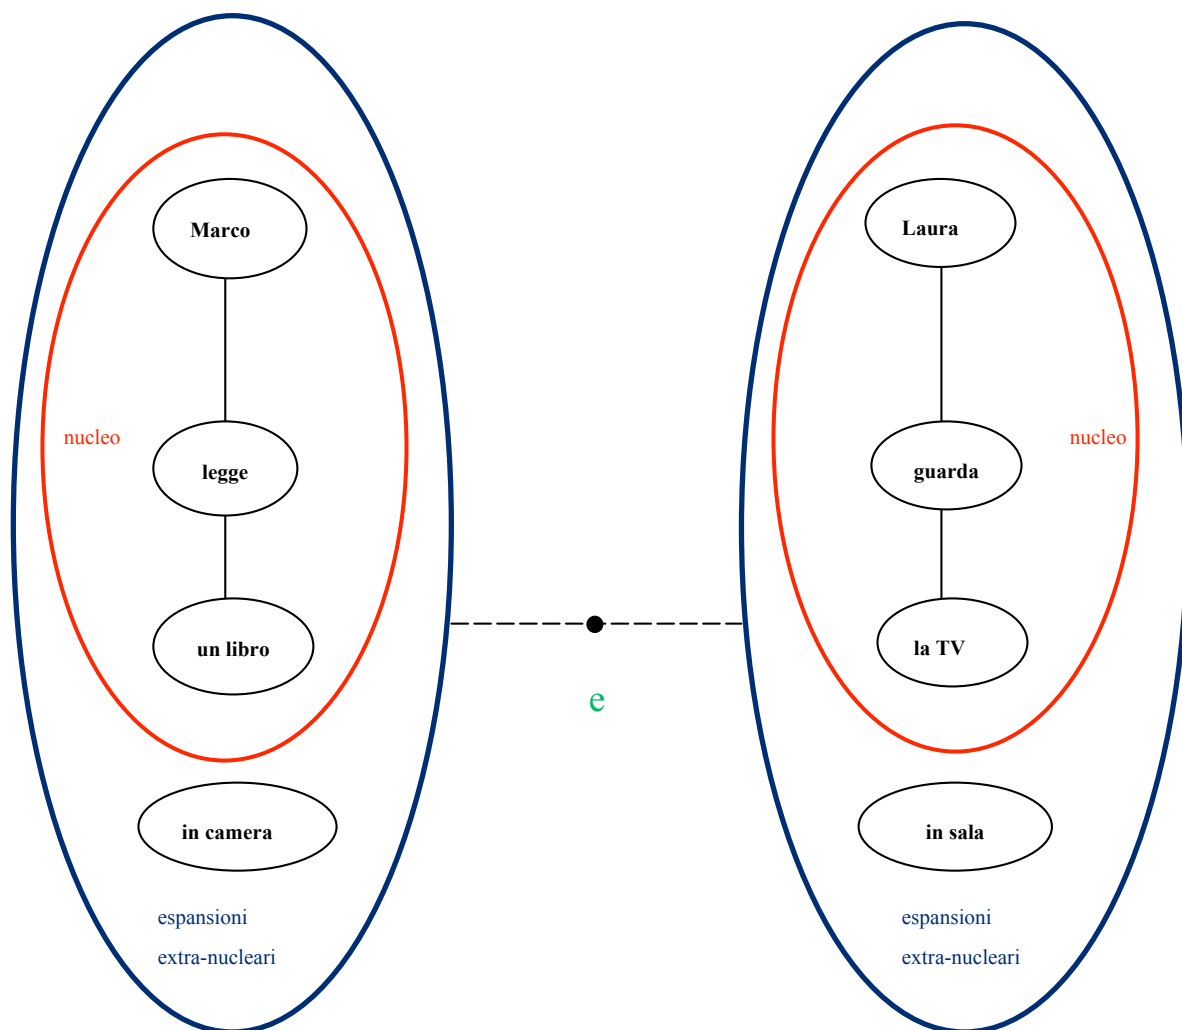 Marco
nucleo
legge
un libro
in camera
espansioni
extra-nucleari
e
Laura
nucleo
guarda
la TV
in sala
espansioni
extra-nucleari